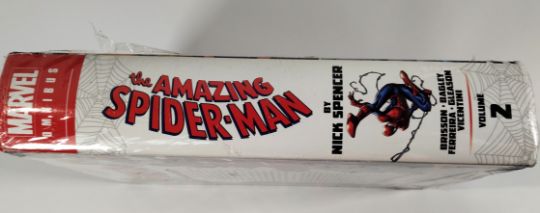 MARVEL
OMNIBUS
the AMAZING
SPIDER-MAN
BY
NICK SPENCER
BRISSON • BAGLEY
FERREIRA • GLEASON
VICENTINI
VOLUME
2